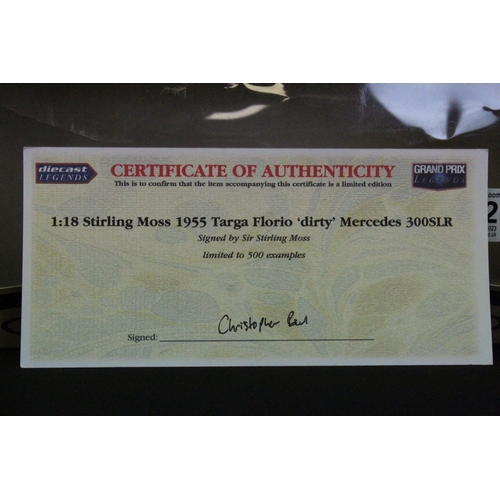 diecast
LEGENDS
CERTIFICATE OF AUTHENTICITY
GRAND PRIX
LEGENDS
This is to confirm that the item accompanying this certificate is a limited edition
1:18 Stirling Moss 1955 Targa Florio ‘dirty’ Mercedes 300SLR
Signed by Sir Stirling Moss
limited to 500 examples
Signed:
Christopher